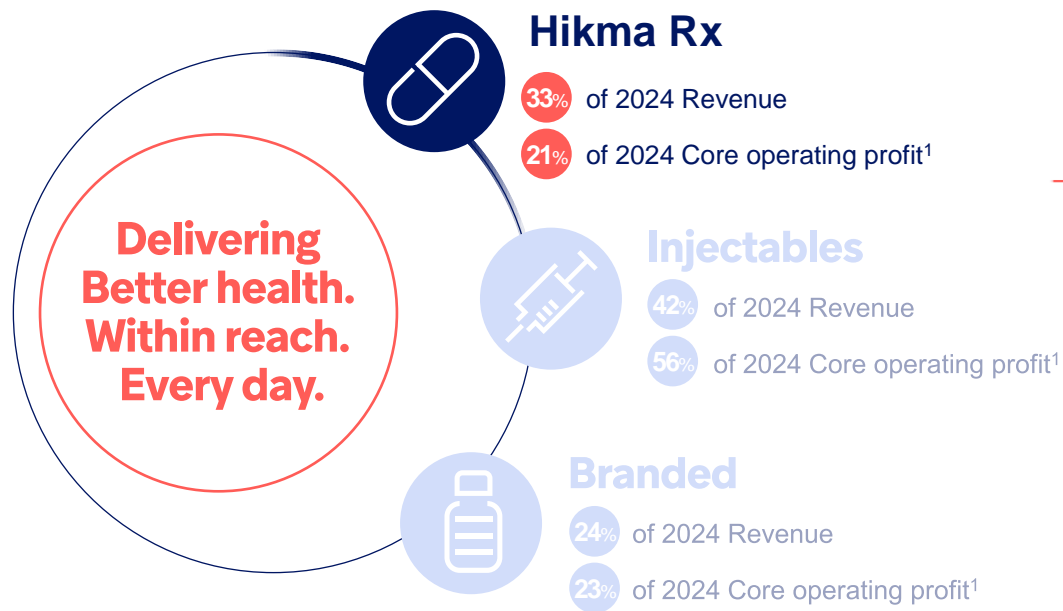 Hikma Rx
33% of 2024 Revenue
21% of 2024 Core operating profit¹
Delivering
Better health.
Within reach.
Every day.
Injectables
42% of 2024 Revenue
56% of 2024 Core operating profit¹
Branded
24% of 2024 Revenue
23% of 2024 Core operating profit¹